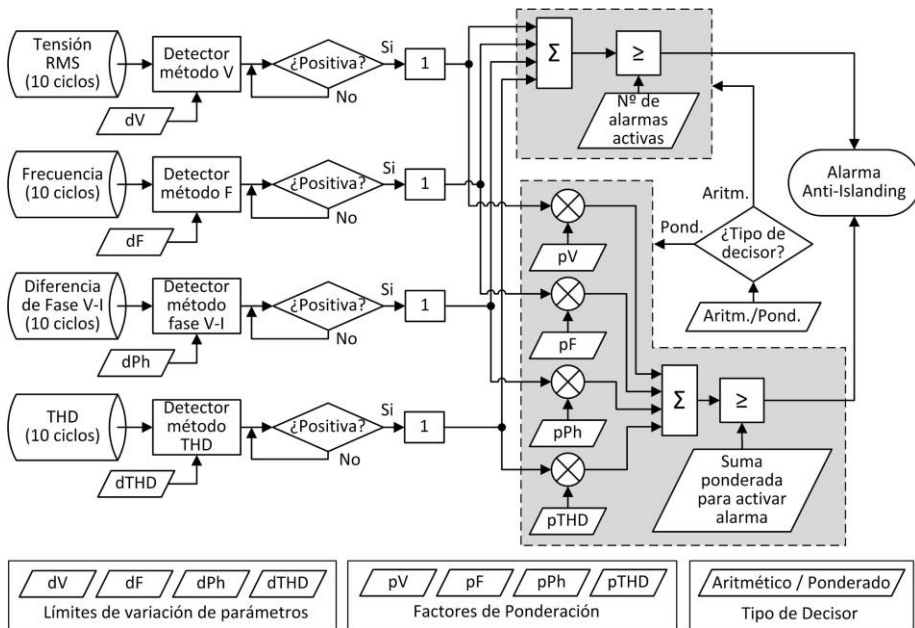 Tensión
RMS
(10 ciclos)
Detector
método V
¿Positiva?
Si
No
1
dV
Σ
≥
Nº de
alarmas
activas
Frecuencia
(10 ciclos)
Detector
método F
¿Positiva?
Si
No
1
dF
Alarma
Anti-Islanding
Aritm.
Pond.
¿Tipo de
decisor?
Aritm./Pond.
pV
Diferencia
de Fase V-I
(10 ciclos)
Detector
método
fase V-I
¿Positiva?
Si
No
1
dPh
pF
THD
(10 ciclos)
Detector
método
THD
¿Positiva?
Si
No
1
dTHD
pPh
pTHD
Σ
≥
Suma
ponderada
para activar
alarma
dV dF dPh dTHD
Límites de variación de parámetros
pV pF pPh pTHD
Factores de Ponderación
Aritmético / Ponderado
Tipo de Decisor